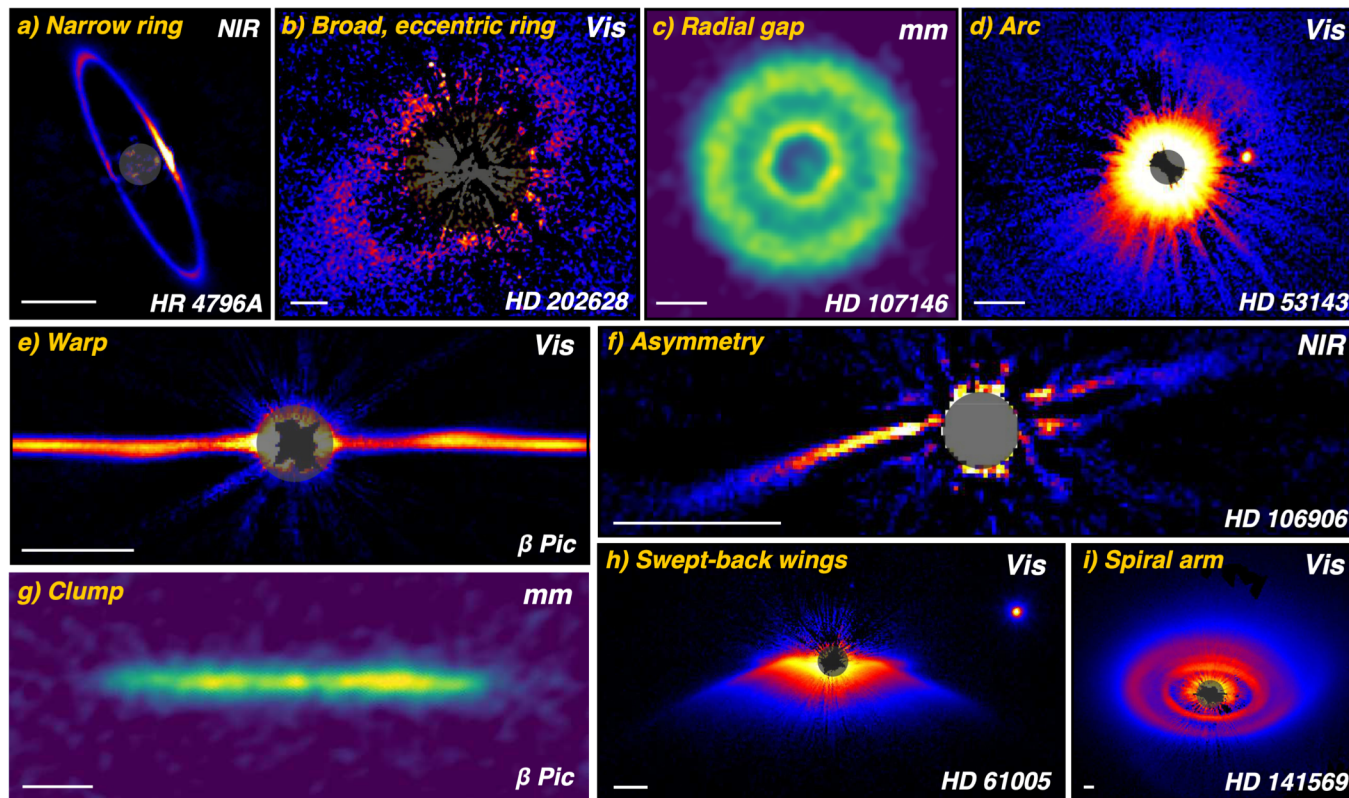 a) Narrow ring NIR
HR 4796A
b) Broad, eccentric ring Vis
HD 202628
c) Radial gap mm
HD 107146
d) Arc Vis
HD 53143
e) Warp Vis
β Pic
f) Asymmetry NIR
HD 106906
g) Clump mm
β Pic
h) Swept-back wings Vis
HD 61005
i) Spiral arm Vis
HD 141569